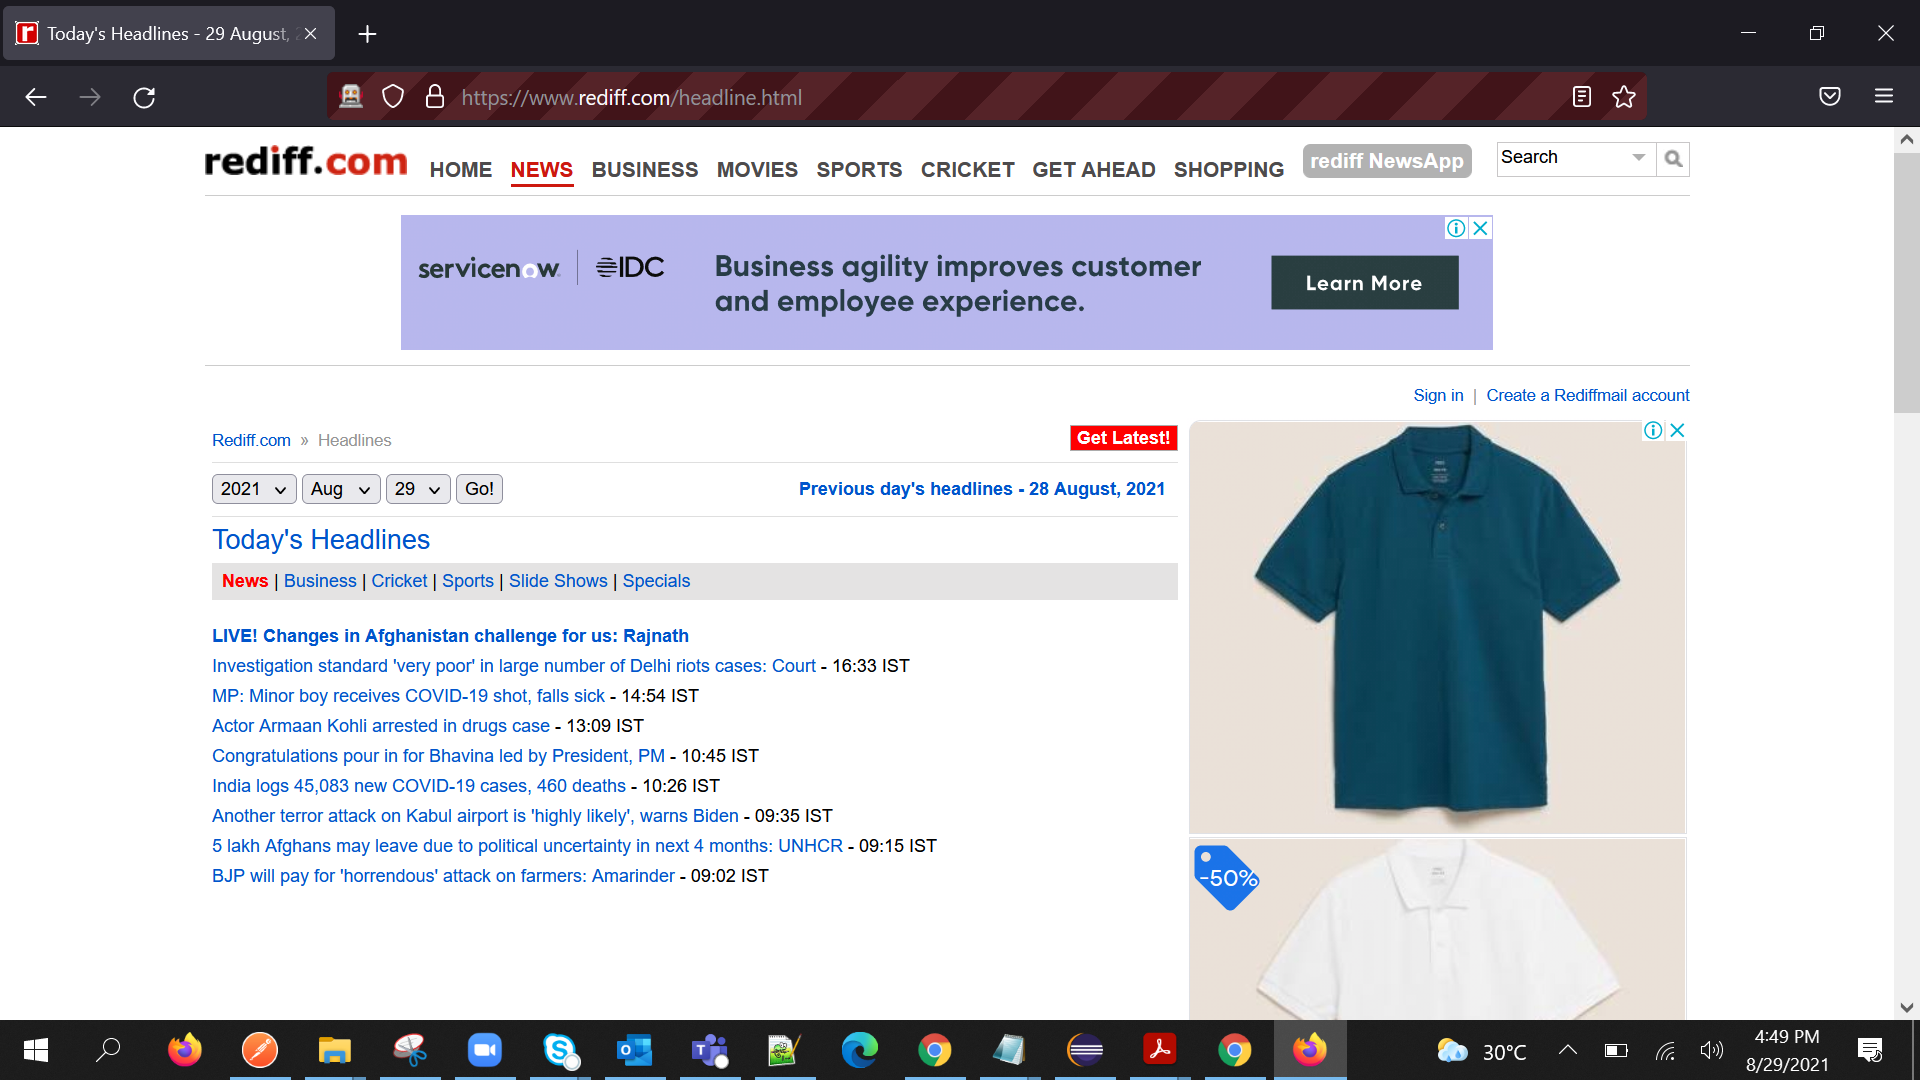 Today's Headlines - 29 August,
https://www.rediff.com/headline.html
rediff.com HOME NEWS BUSINESS MOVIES SPORTS CRICKET GET AHEAD SHOPPING rediff NewsApp Search
servicenow IDC
Business agility improves customer
and employee experience.
Learn More
Sign in | Create a Rediffmail account
Rediff.com » Headlines
Get Latest!
2021 Aug 29 Go!
Previous day's headlines - 28 August, 2021
Today's Headlines
News | Business | Cricket | Sports | Slide Shows | Specials
LIVE! Changes in Afghanistan challenge for us: Rajnath
Investigation standard 'very poor' in large number of Delhi riots cases: Court - 16:33 IST
MP: Minor boy receives COVID-19 shot, falls sick - 14:54 IST
Actor Armaan Kohli arrested in drugs case - 13:09 IST
Congratulations pour in for Bhavina led by President, PM - 10:45 IST
India logs 45,083 new COVID-19 cases, 460 deaths - 10:26 IST
Another terror attack on Kabul airport is 'highly likely', warns Biden - 09:35 IST
5 lakh Afghans may leave due to political uncertainty in next 4 months: UNHCR - 09:15 IST
BJP will pay for 'horrendous' attack on farmers: Amarinder - 09:02 IST
-50%
30°C
4:49 PM
8/29/2021